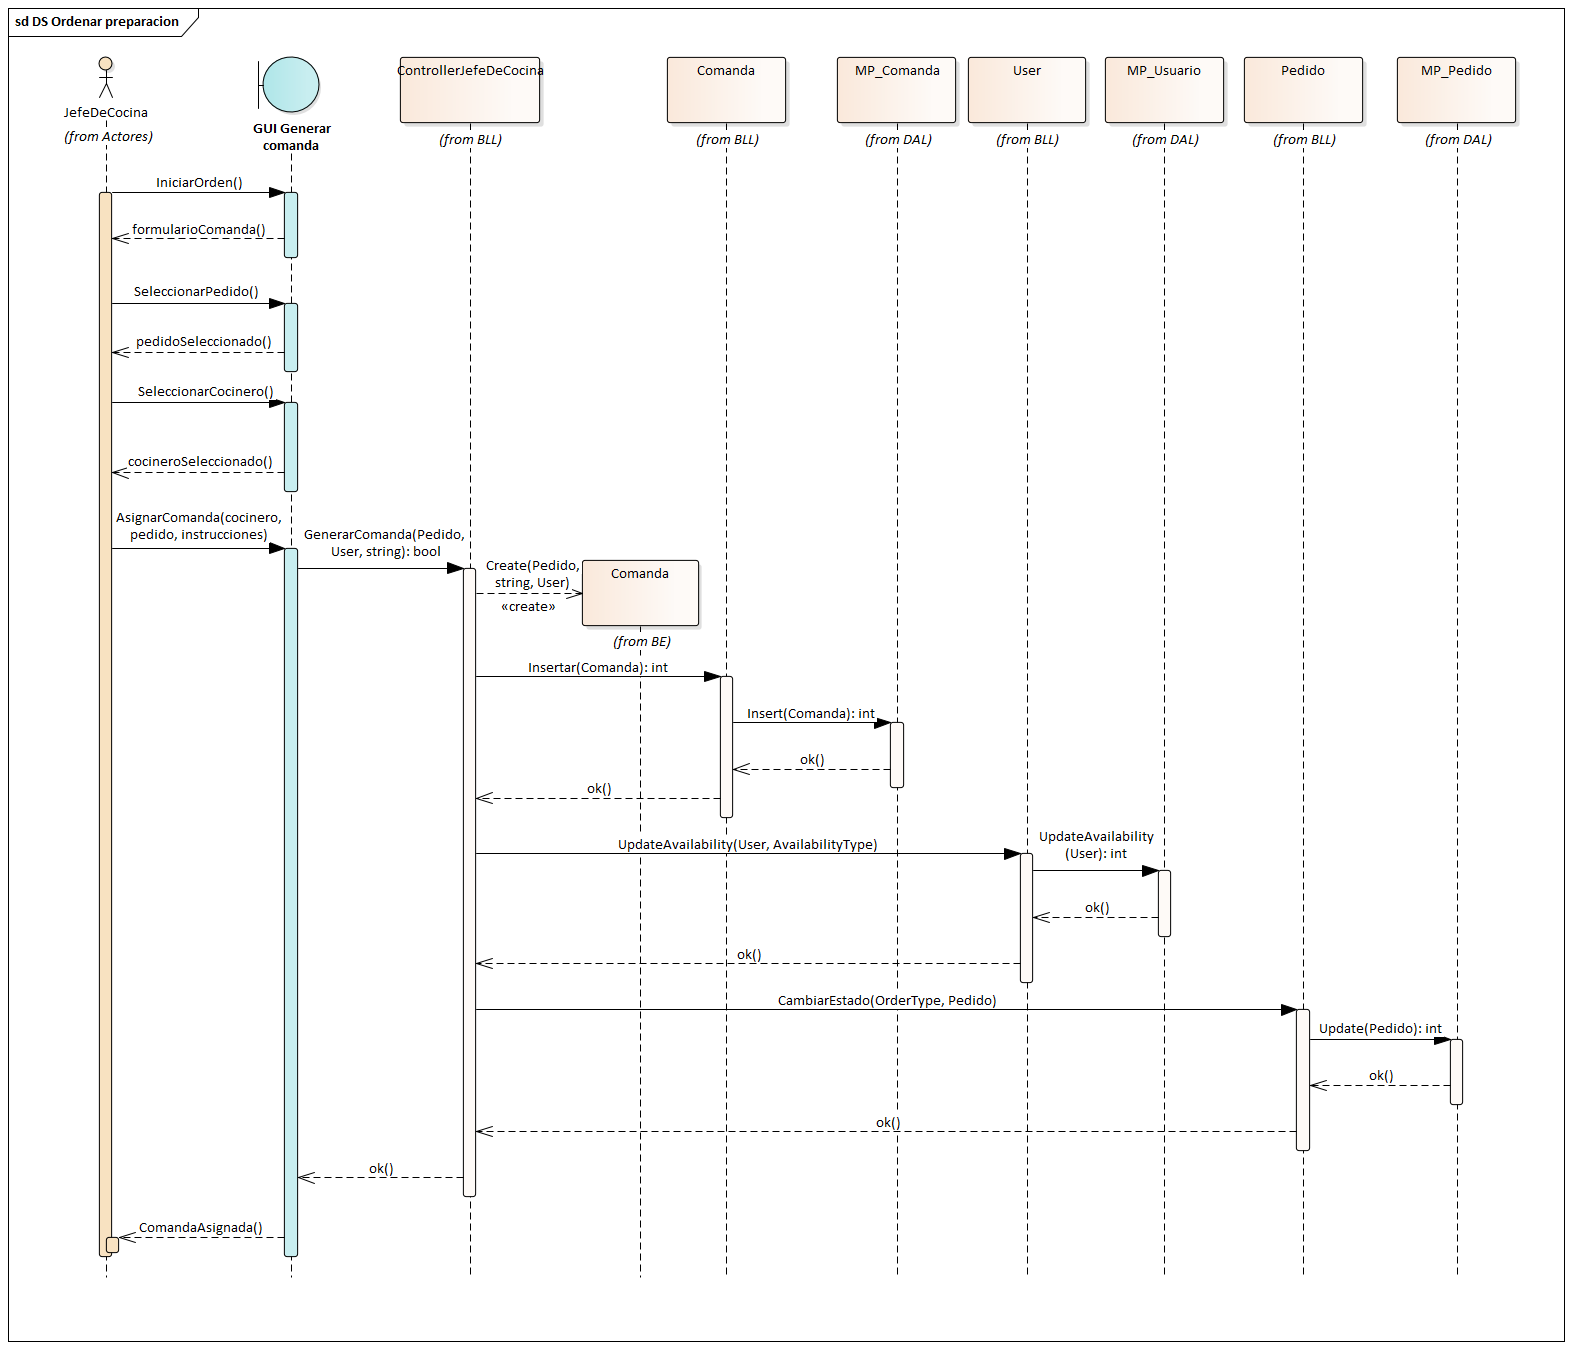 sd DS Ordenar preparacion
JefeDeCocina
(from Actores)
GUI Generar
comanda
ControllerJefeDeCocina
(from BLL)
Comanda
(from BLL)
MP_Comanda
(from DAL)
User
(from BLL)
MP_Usuario
(from DAL)
Pedido
(from BLL)
MP_Pedido
(from DAL)
IniciarOrden()
formularioComanda()
SeleccionarPedido()
pedidoSeleccionado()
SeleccionarCocinero()
cocineroSeleccionado()
AsignarComanda(cocinero,
pedido, instrucciones)
GenerarComanda(Pedido,
User, string): bool
Create(Pedido,
string, User)
«create»
Comanda
(from BE)
Insertar(Comanda): int
Insert(Comanda): int
ok()
ok()
UpdateAvailability(User, AvailabilityType)
UpdateAvailability
(User): int
ok()
ok()
CambiarEstado(OrderType, Pedido)
Update(Pedido): int
ok()
ok()
ok()
ComandaAsignada()